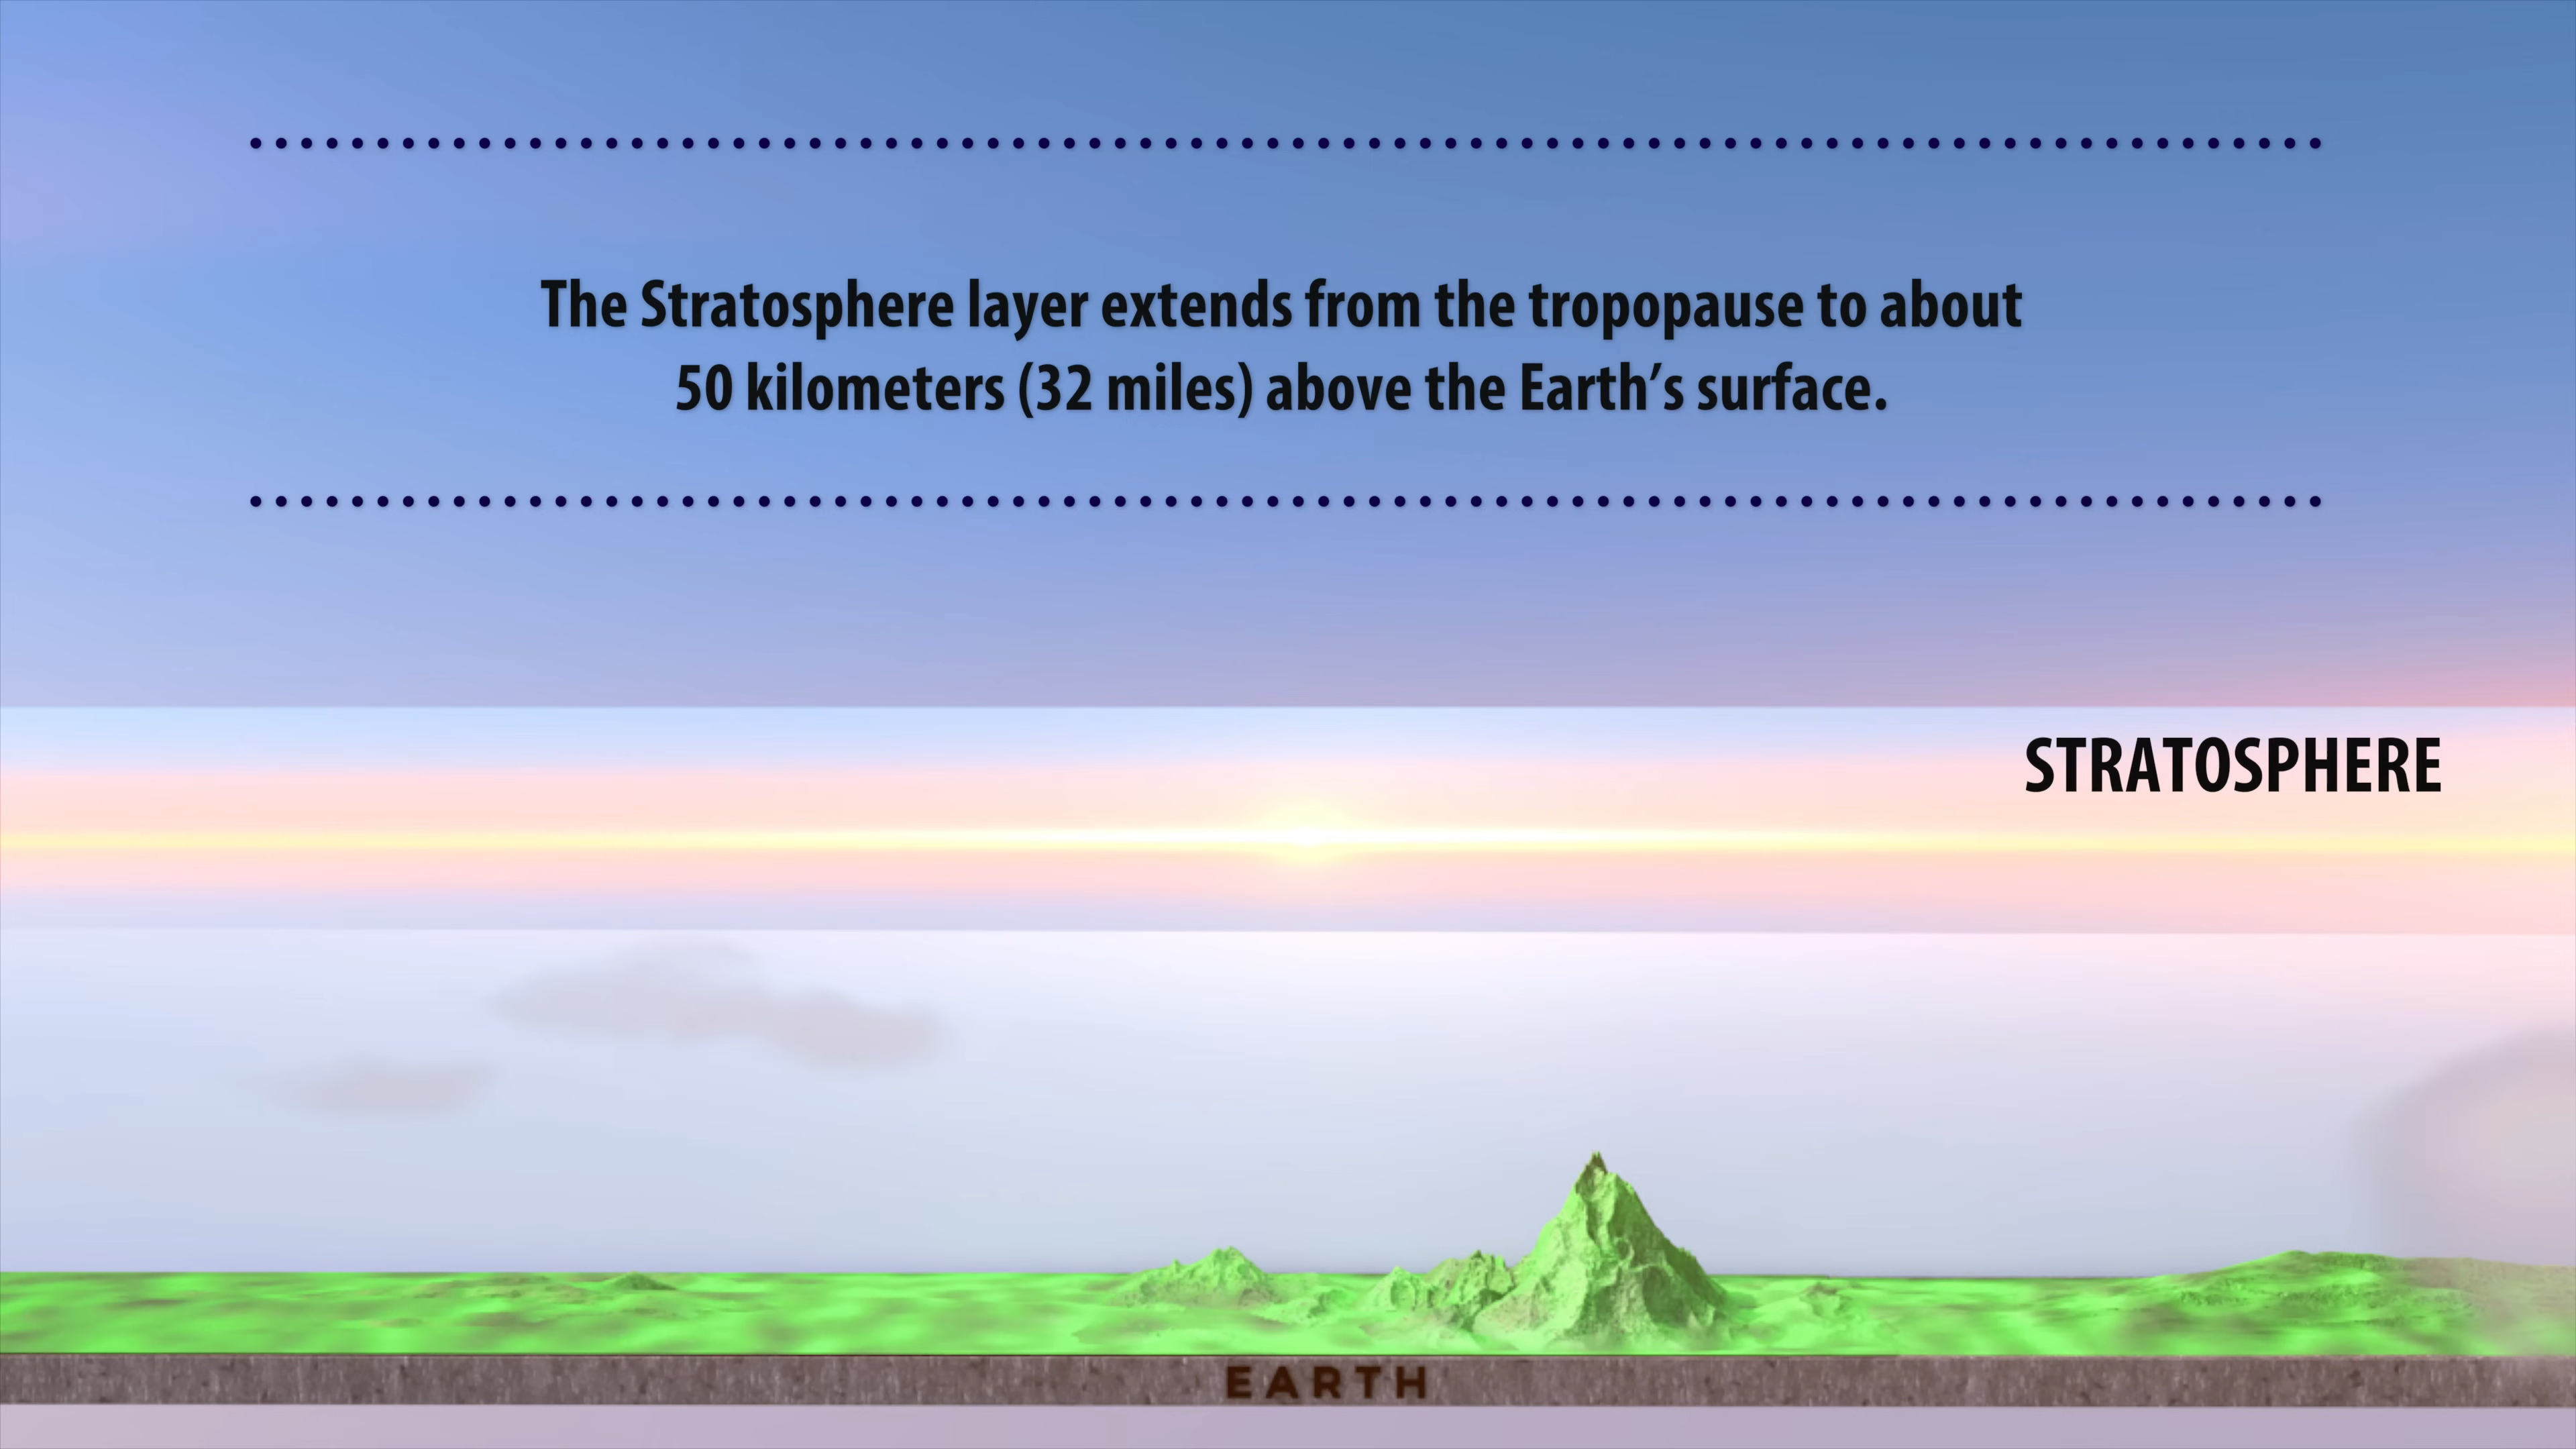 The Stratosphere layer extends from the tropopause to about
50 kilometers (32 miles) above the Earth’s surface.
STRATOSPHERE
EARTH